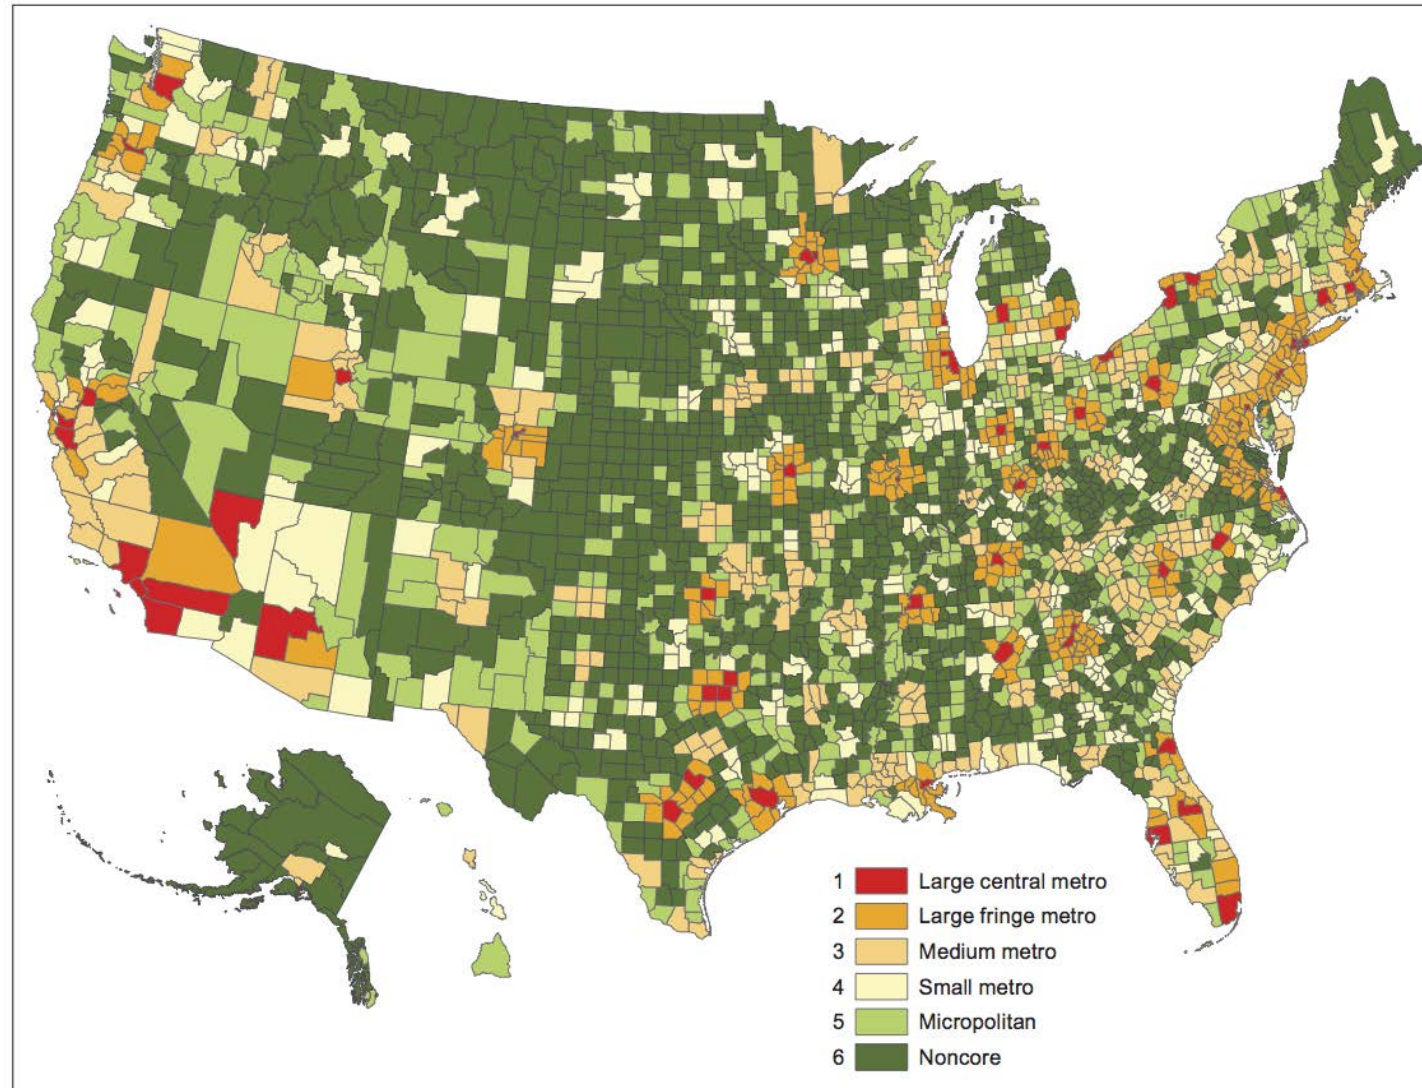 1 Large central metro
2 Large fringe metro
3 Medium metro
4 Small metro
5 Micropolitan
6 Noncore